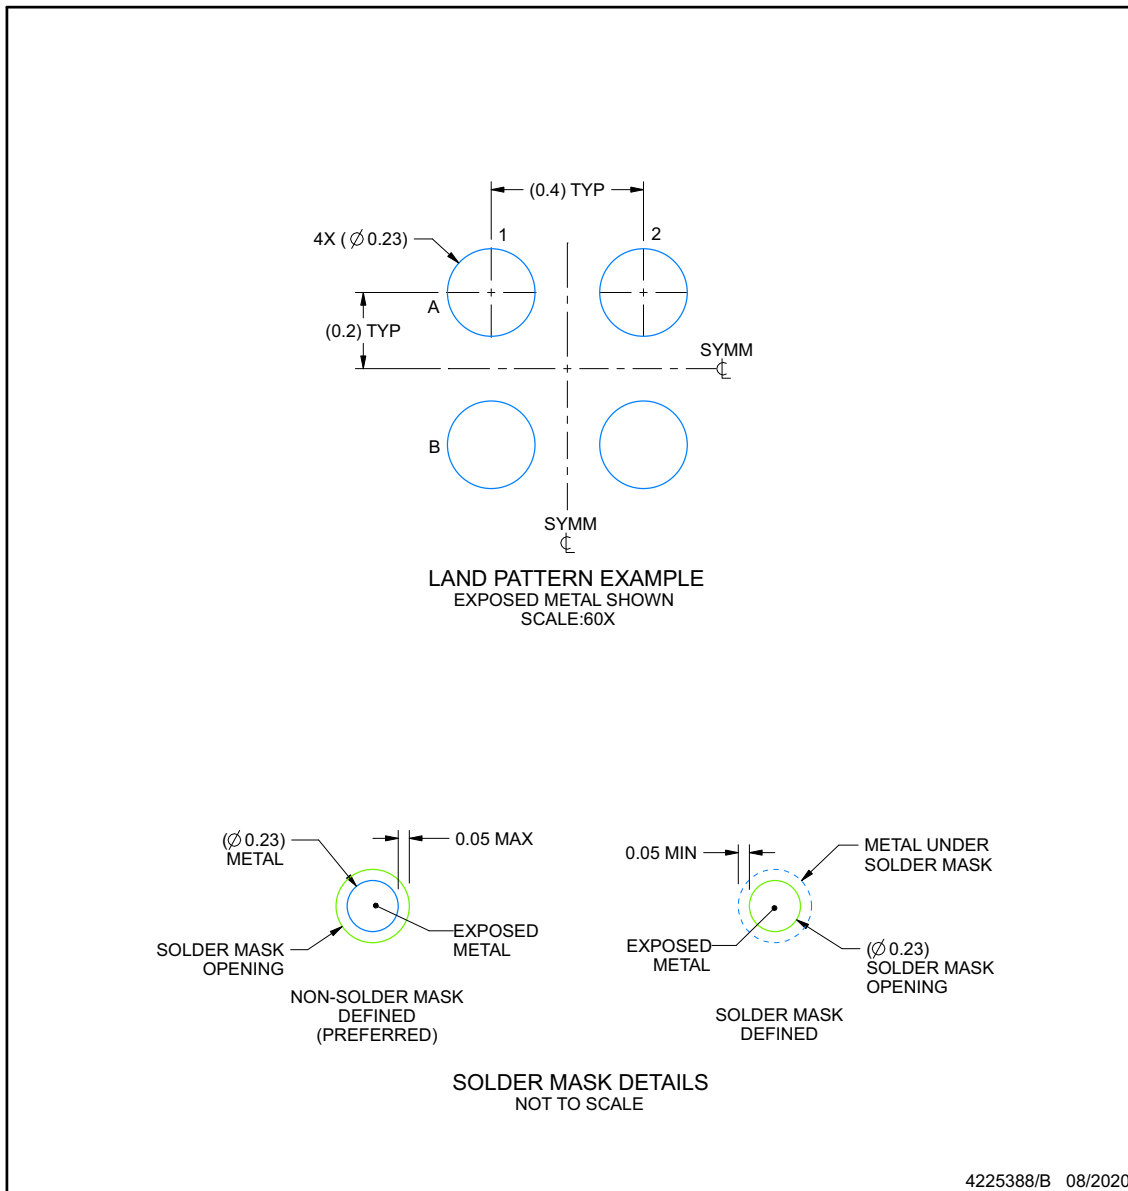 (0.4) TYP
4X (∅ 0.23)
1
2
A
(0.2) TYP
SYMM
℄
B
SYMM
℄
LAND PATTERN EXAMPLE
EXPOSED METAL SHOWN
SCALE:60X
(∅ 0.23)
METAL
0.05 MAX
SOLDER MASK
OPENING
EXPOSED
METAL
NON-SOLDER MASK
DEFINED
(PREFERRED)
0.05 MIN
METAL UNDER
SOLDER MASK
EXPOSED
METAL
(∅ 0.23)
SOLDER MASK
OPENING
SOLDER MASK
DEFINED
SOLDER MASK DETAILS
NOT TO SCALE
4225388/B 08/2020